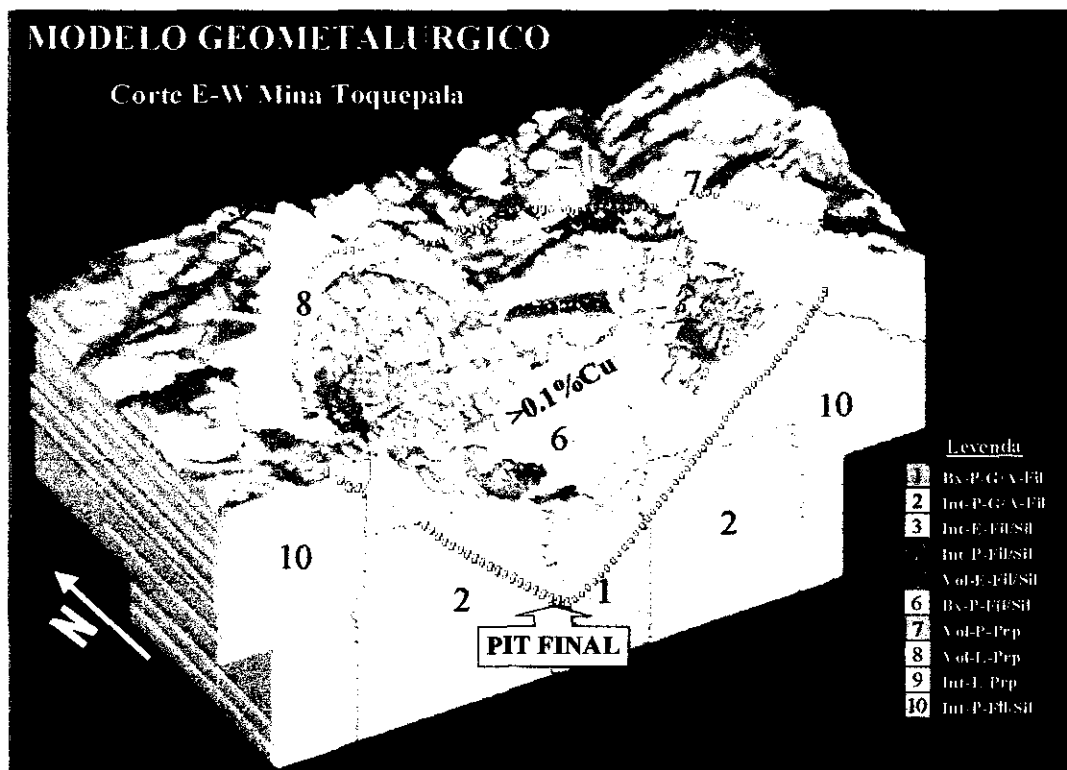 MODELO GEOMETALURGICO
Corte E-W Mina Toquepala
7
8
>0.1%Cu
6
10
10
2
2
1
PIT FINAL
N
Leyenda
1 Bx-P-G/A-Fil
2 Int-P-G/A-Fil
3 Int-E-Fil/Sil
Int-P-Fil/Sil
Vol-E-Fil/Sil
6 Bx-P-Fil/Sil
7 Vol-P-Prp
8 Vol-L-Prp
9 Int-L-Prp
10 Int-P-Fil/Sil